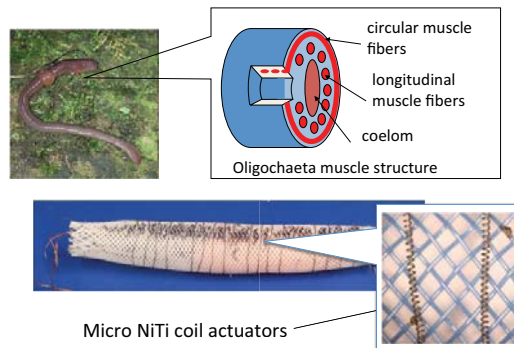 circular muscle
fibers
longitudinal
muscle fibers
coelom
Oligochaeta muscle structure
Micro NiTi coil actuators